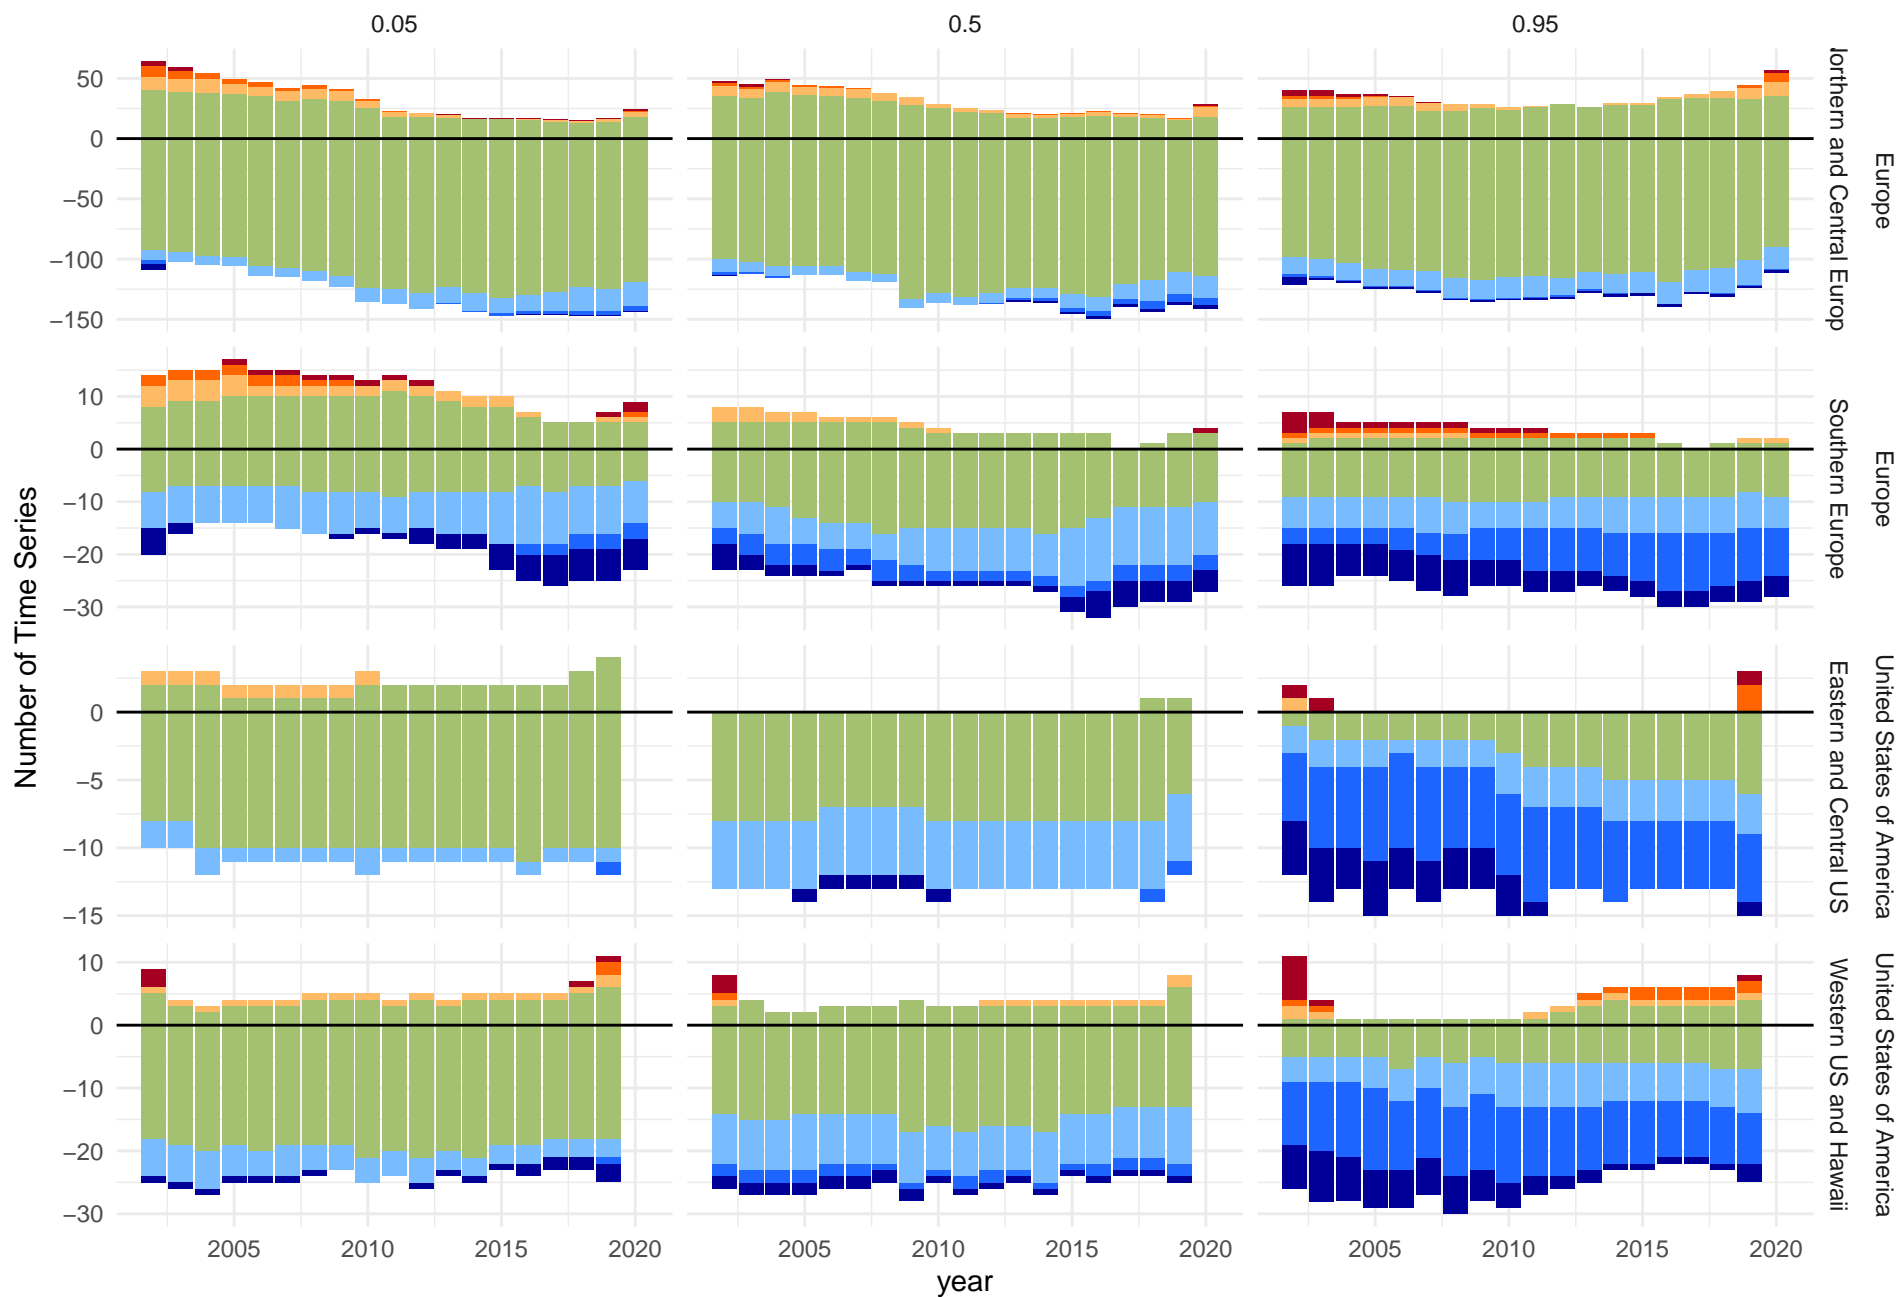 0.05 0.5 0.95
50
0
−50
−100
−150
Northern and Central Europ
Europe
10
0
−10
−20
−30
Southern Europe
Europe
0
−5
−10
−15
Eastern and Central US
United States of America
10
0
−10
−20
−30
Western US and Hawaii
United States of America
Number of Time Series
2005 2010 2015 2020 2005 2010 2015 2020 2005 2010 2015 2020
year